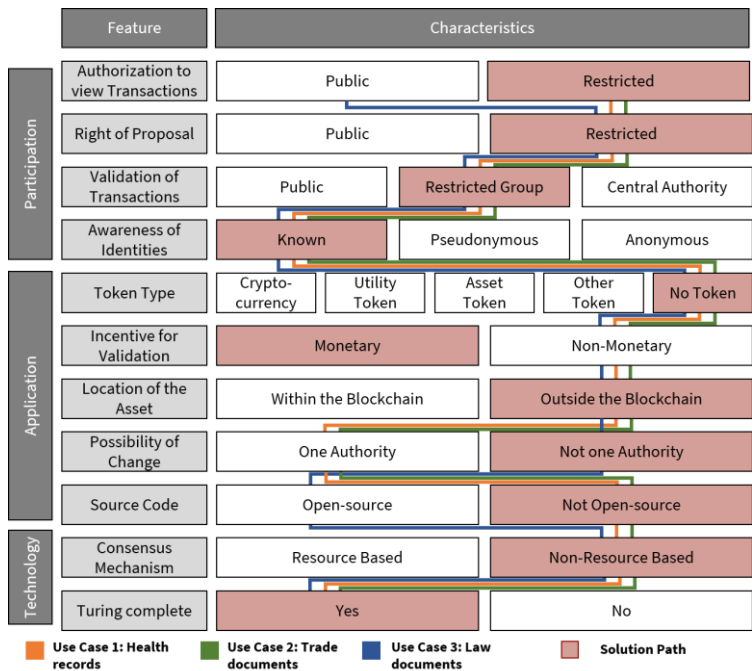 Feature Characteristics
Participation
Authorization to
view Transactions
Public Restricted
Right of Proposal Public Restricted
Validation of
Transactions
Public Restricted Group Central Authority
Awareness of
Identities
Known Pseudonymous Anonymous
Application
Token Type
Crypto-
currency
Utility
Token
Asset
Token
Other
Token
No Token
Incentive for
Validation
Monetary Non-Monetary
Location of the
Asset
Within the Blockchain Outside the Blockchain
Possibility of
Change
One Authority Not one Authority
Source Code Open-source Not Open-source
Technology
Consensus
Mechanism
Resource Based Non-Resource Based
Turing complete Yes No
Use Case 1: Health
records
Use Case 2: Trade
documents
Use Case 3: Law
documents
Solution Path